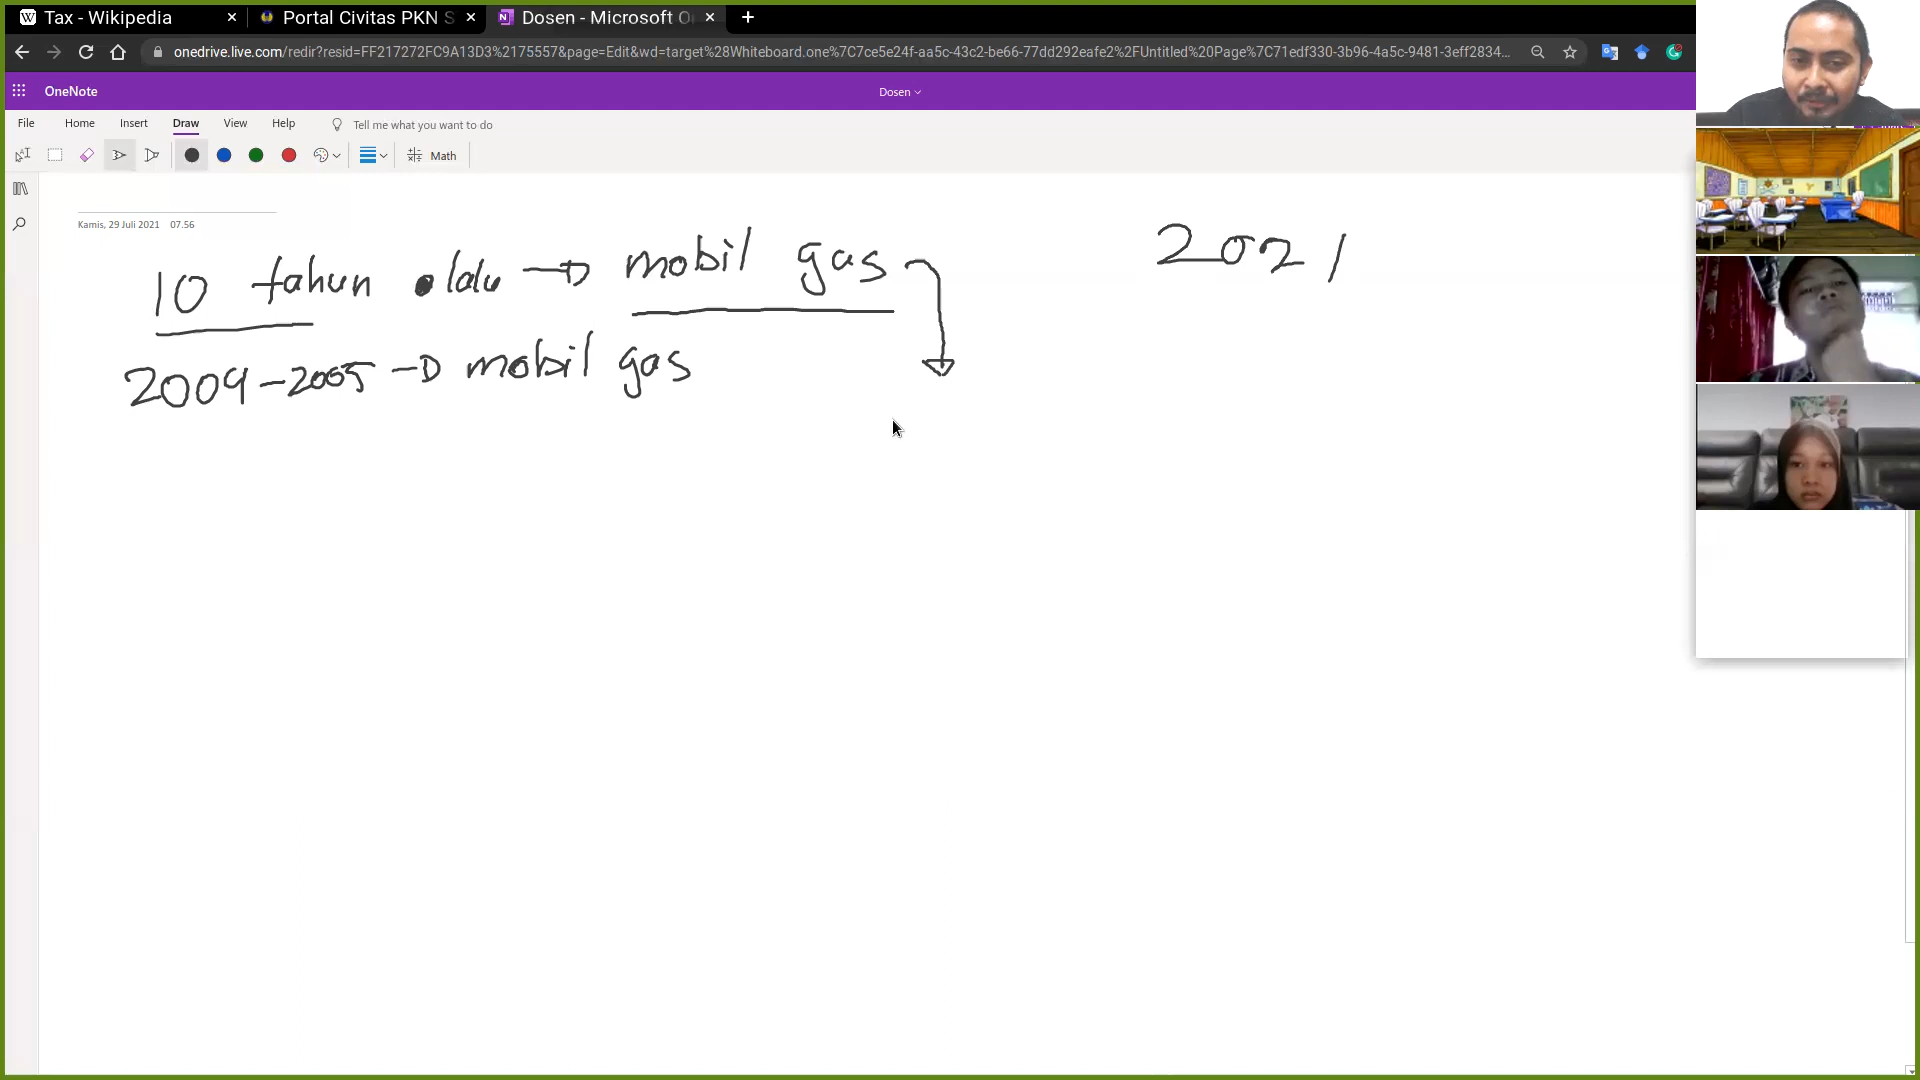 Tax - Wikipedia
Portal Civitas PKN S
Dosen - Microsoft O
onedrive.live.com/redir?resid=FF217272FC9A13D3%2175557&page=Edit&wd=target%28Whiteboard.one%7C7ce5e24f-aa5c-43c2-be66-77dd292eafe2%2FUntitled%20Page%7C71edf330-3b96-4a5c-9481-3eff2834...
OneNote
Dosen
File Home Insert Draw View Help Tell me what you want to do
Math
Kamis, 29 Juli 2021 07.56
10 tahun lalu → mobil gas
2021
2009 - 2005 → mobil gas